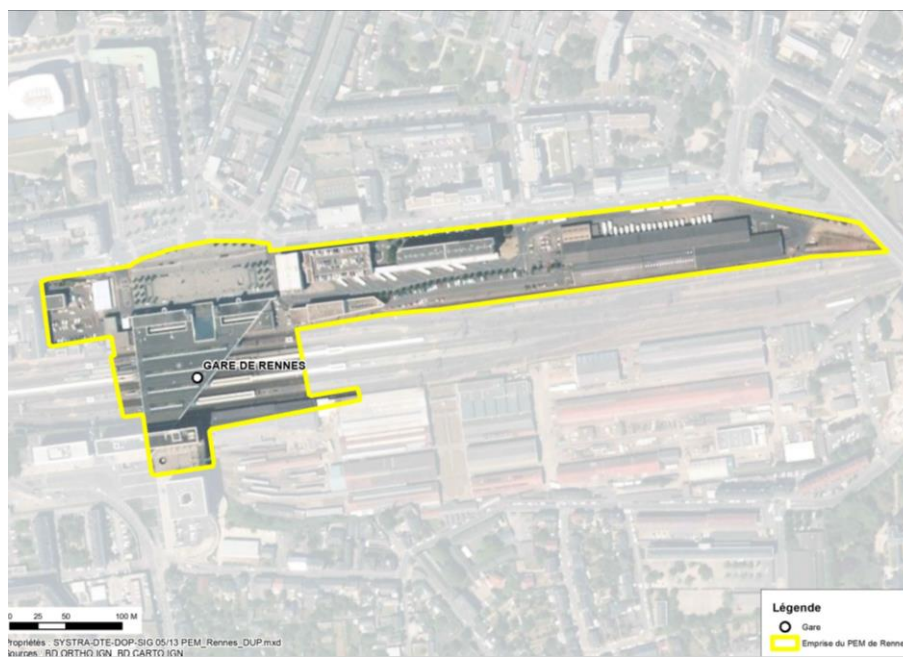 GARE DE RENNES
Légende
Gare
Emprise du PEM de Renne
0 25 50 100 M
Propriétés : SYSTRA-DTE-DOP-SIG 05/13 PEM_Rennes_DUP.mxd
Sources : BD ORTHO IGN, BD CARTO IGN